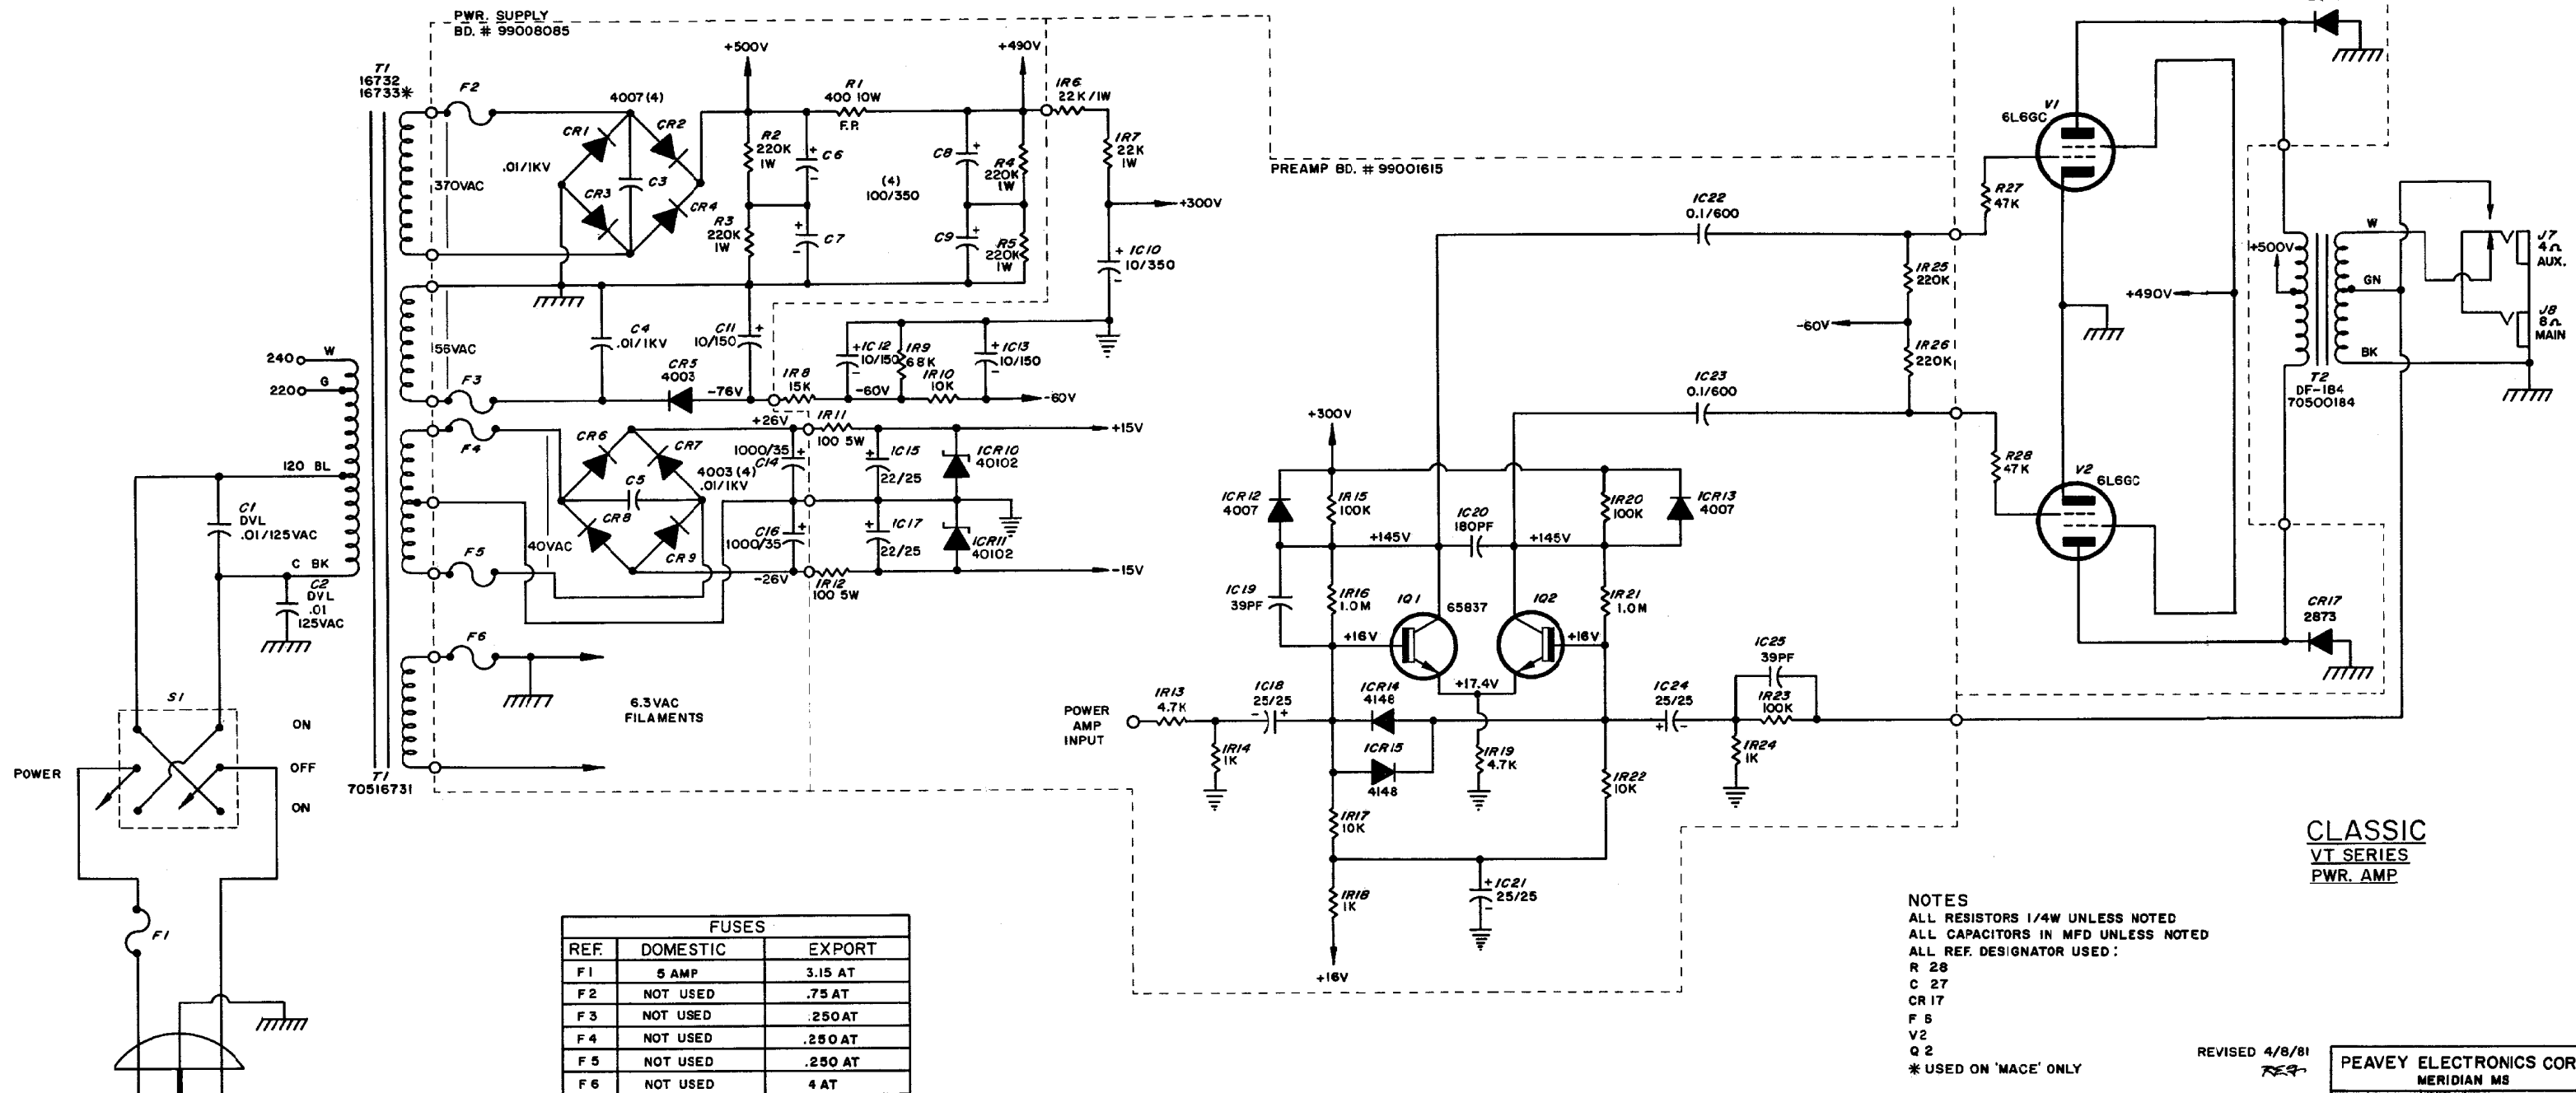 PWR. SUPPLY
BD. # 99008085
T1
16732
16733*
F2
370VAC
4007(4)
CR1
CR2
.01/1KV
CR3
C3
CR4
+500V
R1
400 10W
F.P.
R2
220K
1W
C6
R3
220K
1W
C7
(4)
100/350
+490V
C8
R4
220K
1W
C9
R5
220K
1W
1R6
22K/1W
1R7
22K
1W
+300V
1C10
10/350
PREAMP BD. # 99001615
56VAC
F3
C4
.01/1KV
CR5
4003
C11
10/150
-76V
1R8
15K
1C12
10/150
-60V
1R9
68K
1R10
10K
1C13
10/150
-60V
240
W
220
G
120 BL
C BK
C1
DVL
.01/125VAC
C2
DVL
.01
125VAC
F4
40VAC
F5
CR6
CR7
4003(4)
.01/1KV
C5
CR8
CR9
+26V
1000/35
C14
C16
1000/35
-26V
1R11
100 5W
1C15
22/25
1C17
22/25
1R12
100 5W
1CR10
40102
1CR11
40102
+15V
-15V
F6
6.3VAC
FILAMENTS
T1
70516731
S1
ON
OFF
ON
POWER
F1
FUSES
REF. DOMESTIC EXPORT
F1 5 AMP 3.15 AT
F2 NOT USED .75 AT
F3 NOT USED .250AT
F4 NOT USED .250 AT
F5 NOT USED .250 AT
F6 NOT USED 4 AT
POWER
AMP
INPUT
1R13
4.7K
1R14
1K
1C18
25/25
+300V
1CR12
4007
1R15
100K
+145V
1C20
180PF
+145V
1R20
100K
1CR13
4007
1C19
39PF
1R16
1.0M
+16V
1Q1
65837
1Q2
+16V
1R21
1.0M
+17.4V
1CR14
4148
1CR15
4148
1R19
4.7K
1R17
10K
1R22
10K
1R18
1K
+16V
1C21
25/25
1C24
25/25
1C25
39PF
1R23
100K
1R24
1K
1C22
0.1/600
1C23
0.1/600
1R25
220K
-60V
1R26
220K
R27
47K
R28
47K
V1
6L6GC
V2
6L6GC
+490V
+500V
CR17
2873
T2
DF-184
70500184
W
GN
BK
J7
4Ω
AUX.
J8
8Ω
MAIN
CLASSIC
VT SERIES
PWR. AMP
NOTES
ALL RESISTORS 1/4W UNLESS NOTED
ALL CAPACITORS IN MFD UNLESS NOTED
ALL REF. DESIGNATOR USED:
R 28
C 27
CR 17
F 6
V2
Q 2
* USED ON 'MACE' ONLY
REVISED 4/8/81
PEAVEY ELECTRONICS COR
MERIDIAN MS